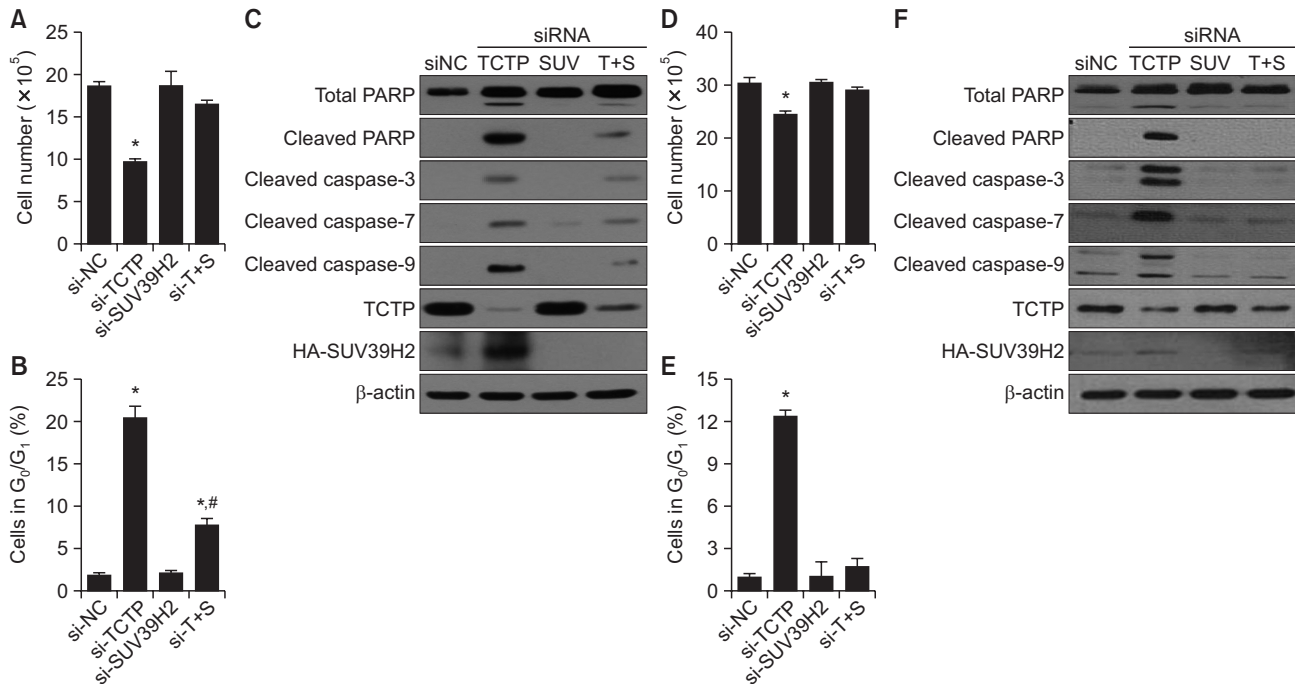 A
Cell number (×10⁵)
25
20
15
10
5
0
*
si-NC
si-TCTP
si-SUV39H2
si-T+S
B
Cells in G₀/G₁ (%)
25
20
15
10
5
0
*
*,#
si-NC
si-TCTP
si-SUV39H2
si-T+S
C
siRNA
siNC TCTP SUV T+S
Total PARP
Cleaved PARP
Cleaved caspase-3
Cleaved caspase-7
Cleaved caspase-9
TCTP
HA-SUV39H2
β-actin
D
Cell number (×10⁵)
40
30
20
10
0
*
si-NC
si-TCTP
si-SUV39H2
si-T+S
E
Cells in G₀/G₁ (%)
15
12
9
6
3
0
*
si-NC
si-TCTP
si-SUV39H2
si-T+S
F
siRNA
siNC TCTP SUV T+S
Total PARP
Cleaved PARP
Cleaved caspase-3
Cleaved caspase-7
Cleaved caspase-9
TCTP
HA-SUV39H2
β-actin